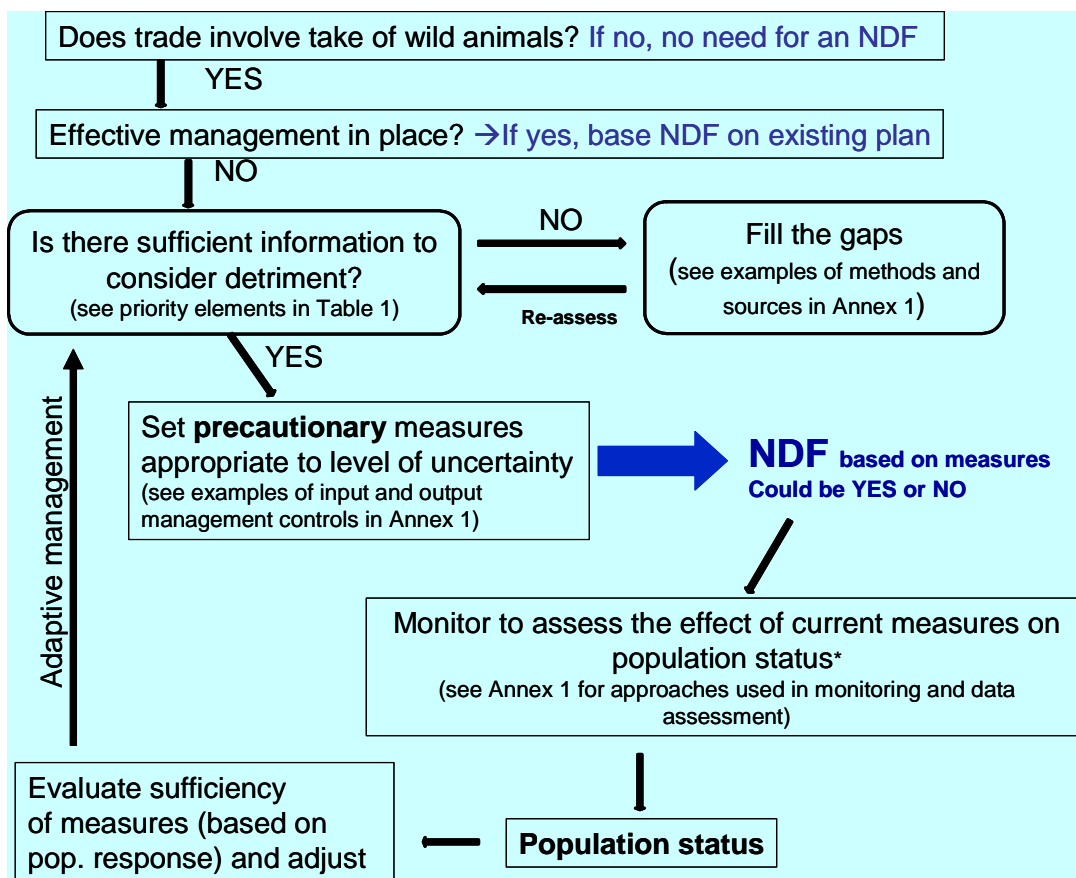 Does trade involve take of wild animals? If no, no need for an NDF
YES
Effective management in place? →If yes, base NDF on existing plan
NO
Is there sufficient information to
consider detriment?
(see priority elements in Table 1)
NO
Re-assess
Fill the gaps
(see examples of methods and
sources in Annex 1)
YES
Adaptive management
Set precautionary measures
appropriate to level of uncertainty
(see examples of input and output
management controls in Annex 1)
NDF based on measures
Could be YES or NO
Monitor to assess the effect of current measures on
population status*
(see Annex 1 for approaches used in monitoring and data
assessment)
Population status
Evaluate sufficiency
of measures (based on
pop. response) and adjust